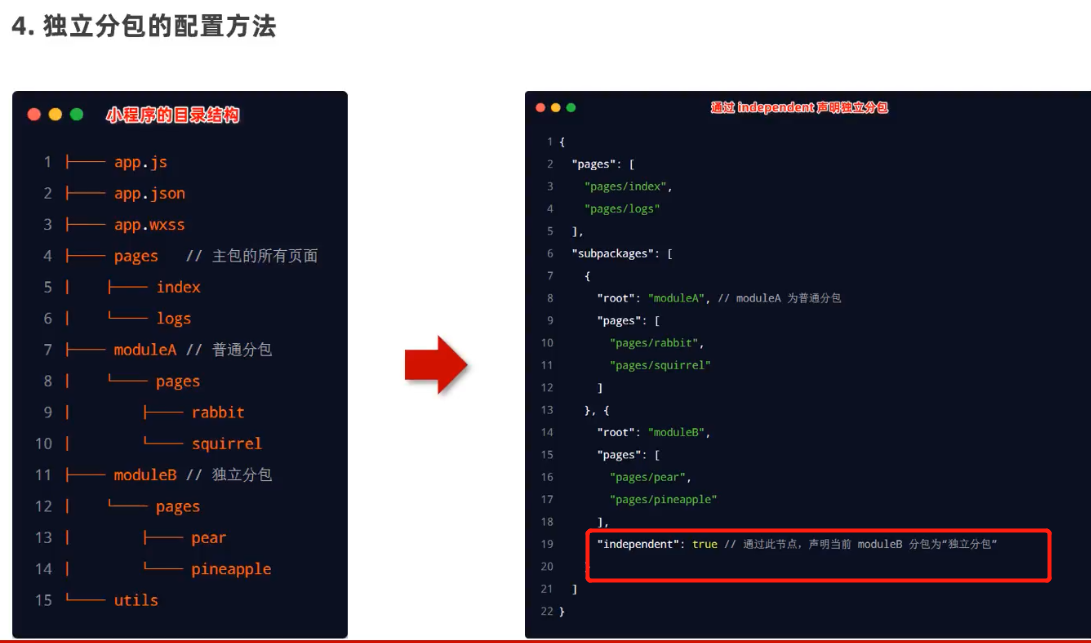 4. 独立分包的配置方法
小程序的目录结构
1 ├── app.js
2 ├── app.json
3 ├── app.wxss
4 ├── pages // 主包的所有页面
5 │ ├── index
6 │ └── logs
7 ├── moduleA // 普通分包
8 │ └── pages
9 │ ├── rabbit
10 │ └── squirrel
11 ├── moduleB // 独立分包
12 │ └── pages
13 │ ├── pear
14 │ └── pineapple
15 └── utils
通过 independent 声明独立分包
1 {
2 "pages": [
3 "pages/index",
4 "pages/logs"
5 ],
6 "subpackages": [
7 {
8 "root": "moduleA", // moduleA 为普通分包
9 "pages": [
10 "pages/rabbit",
11 "pages/squirrel"
12 ]
13 }, {
14 "root": "moduleB",
15 "pages": [
16 "pages/pear",
17 "pages/pineapple"
18 ],
19 "independent": true // 通过此节点，声明当前 moduleB 分包为“独立分包”
20
21 ]
22 }